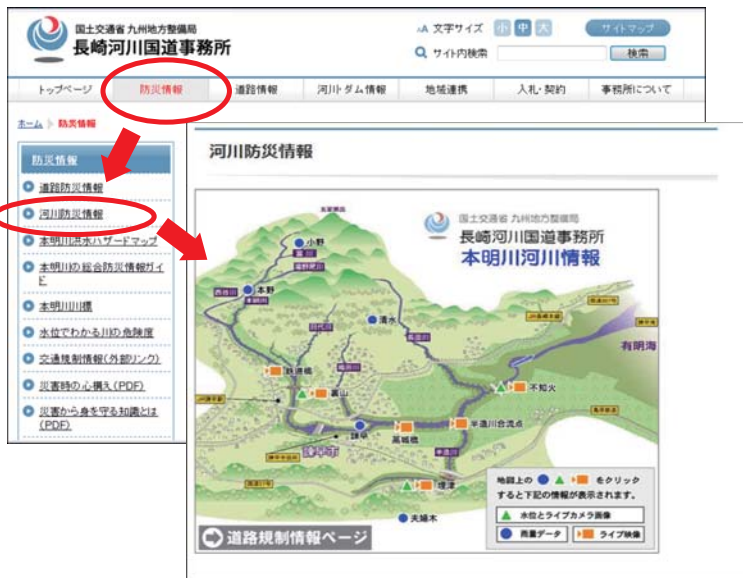 国土交通省 九州地方整備局
長崎河川国道事務所
文字サイズ 小 中 大
サイトマップ
サイト内検索
検索
トップページ
防災情報
道路情報
河川・ダム情報
地域連携
入札・契約
事務所について
ホーム
防災情報
防災情報
道路防災情報
河川防災情報
本明川洪水ハザードマップ
本明川の総合防災情報ガイ
ド
本明川川標
水位でわかる川の危険度
交通規制情報(外部リンク)
災害時の心構え(PDF)
災害から身を守る知識とは
(PDF)
河川防災情報
国土交通省 九州地方整備局
長崎河川国道事務所
本明川河川情報
小野
本野
本明川
清水
有明海
鉄道橋
裏山
不知火
諫早
諫早市
高城橋
半造川合流点
半造川
埋津
夫婦木
地図上の
をクリック
すると下記の情報が表示されます。
水位とライブカメラ画像
雨量データ
ライブ映像
道路規制情報ページ